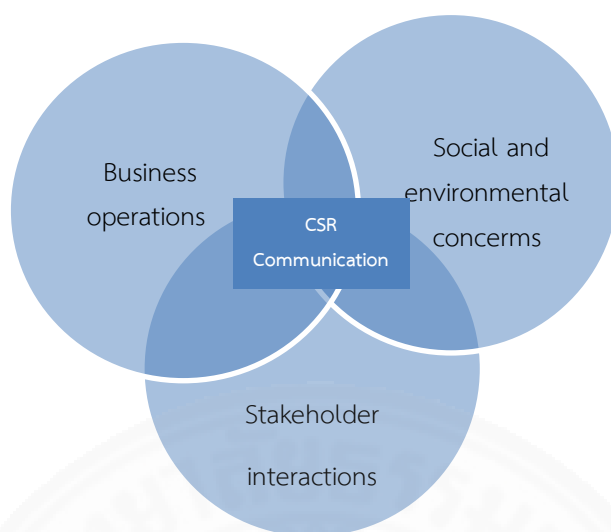 Business
operations
Social and
environmental
concerms
CSR
Communication
Stakeholder
interactions